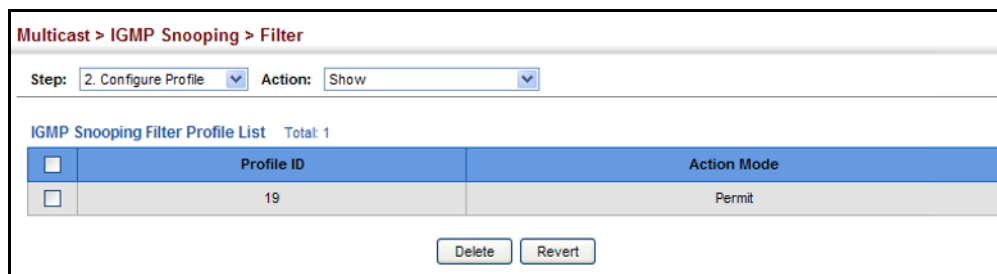 Multicast > IGMP Snooping > Filter
Step: 2. Configure Profile Action: Show
IGMP Snooping Filter Profile List Total: 1
Profile ID Action Mode
19 Permit
Delete Revert